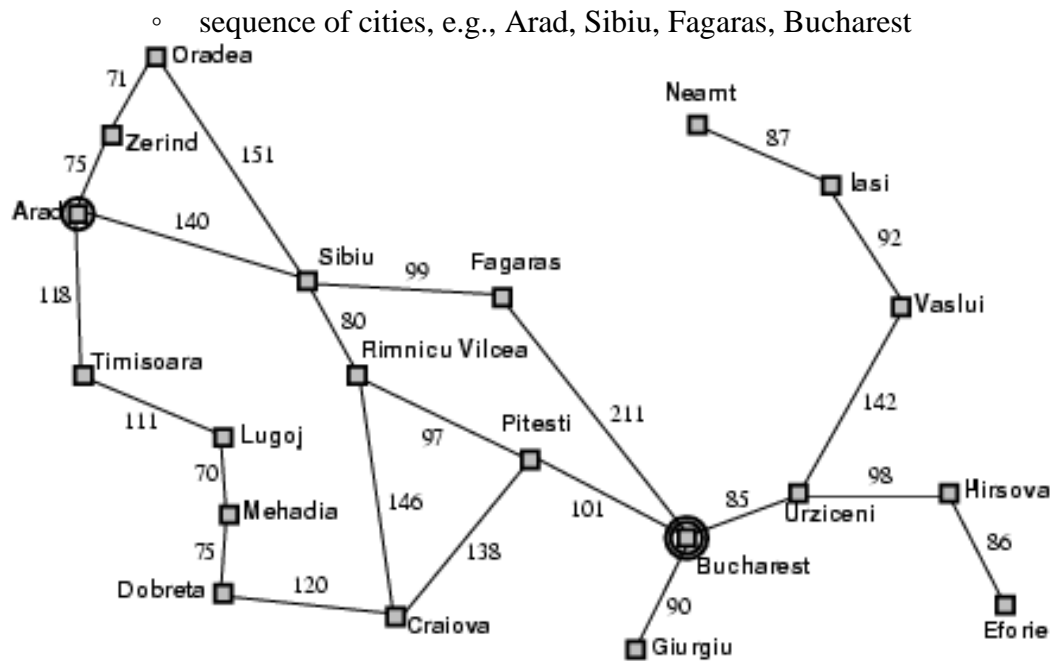 ◦ sequence of cities, e.g., Arad, Sibiu, Fagaras, Bucharest
Oradea
71
Neamt
87
Zerind
75
151
Iasi
Arad
140
92
Sibiu
Fagaras
99
118
80
Vaslui
Timisoara
Rimnicu Vilcea
142
111
211
Lugoj
97
Pitesti
70
98
Hirsova
146
85
Mehadia
101
Urziceni
86
75
138
Bucharest
Dobreta
120
90
Craiova
Eforie
Giurgiu